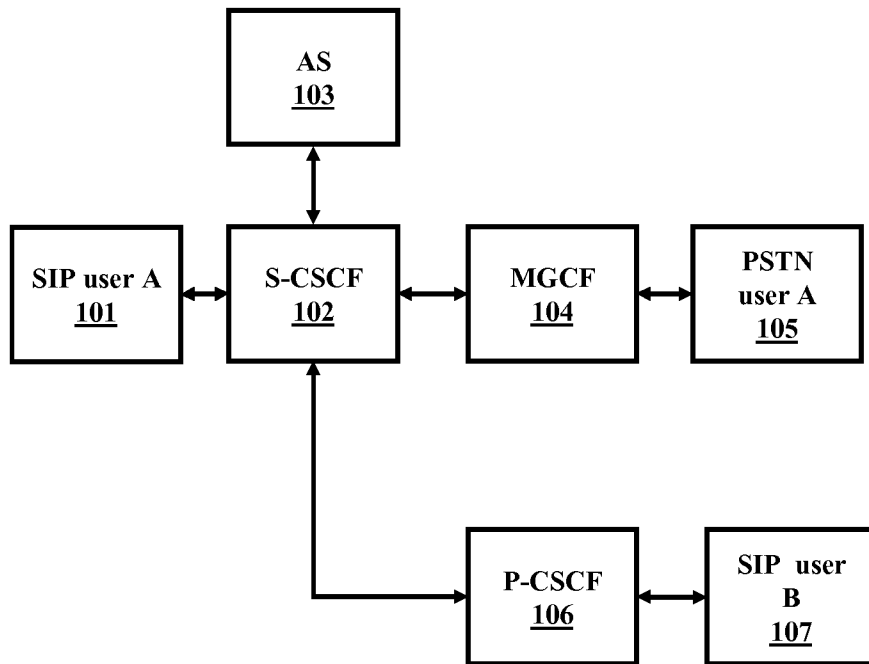 AS
103
SIP user A
101
S-CSCF
102
MGCF
104
PSTN
user A
105
P-CSCF
106
SIP user
B
107